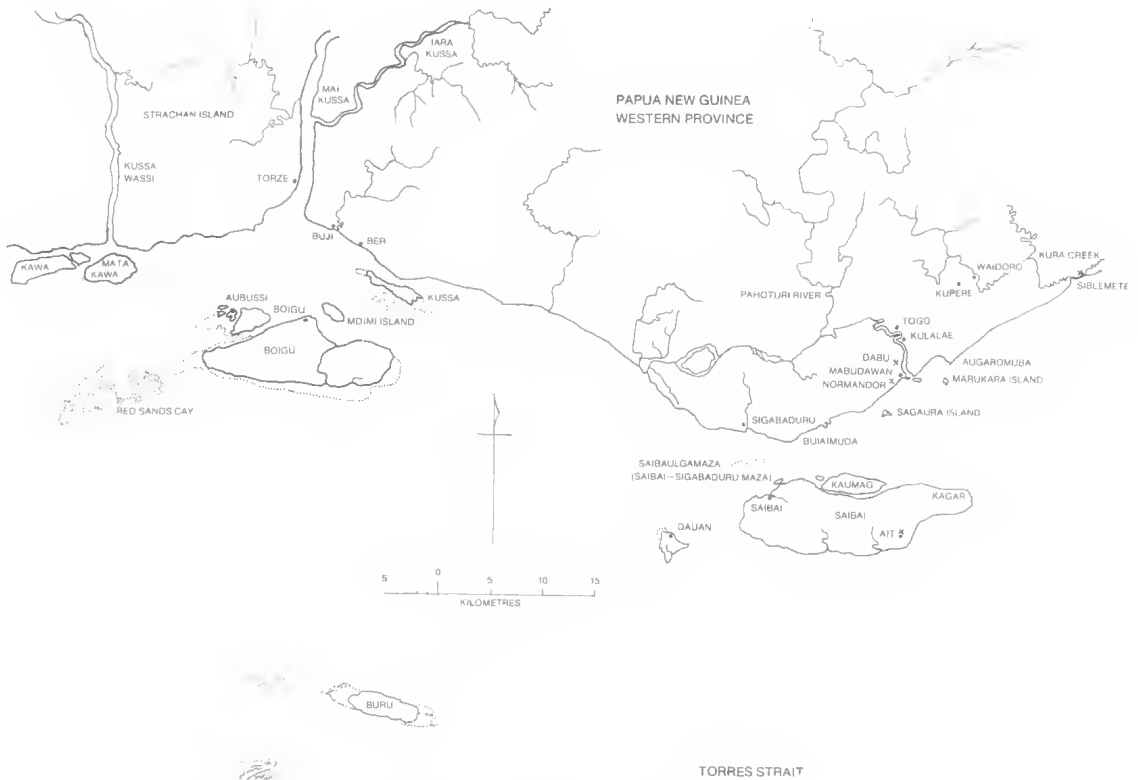 IARA
KUSSA
MAI
KUSSA
STRACHAN ISLAND
PAPUA NEW GUINEA
WESTERN PROVINCE
KUSSA
WASSI
TORZE
BUJI
BER
KAWA
MATA
KAWA
KUSSA
AUBUSSI
BOIGU
MDIMI ISLAND
BOIGU
RED SANDS CAY
KURA CREEK
WAIDORO
SIBLEMETE
KUPERE
PAHOTURI RIVER
TOGO
KULALAE
DABU
AUGAROMUBA
MABUDAWAN
MARUKARA ISLAND
NORMANDOR
SAGAURA ISLAND
SIGABADURU
BUIAIMUDA
SAIBAULGAMAZA
(SAIBAI–SIGABADURU MAZA)
KAUMAG
KAGAR
SAIBAI
SAIBAI
AIT
DAUAN
5 0 5 10 15
KILOMETRES
BURU
TORRES STRAIT